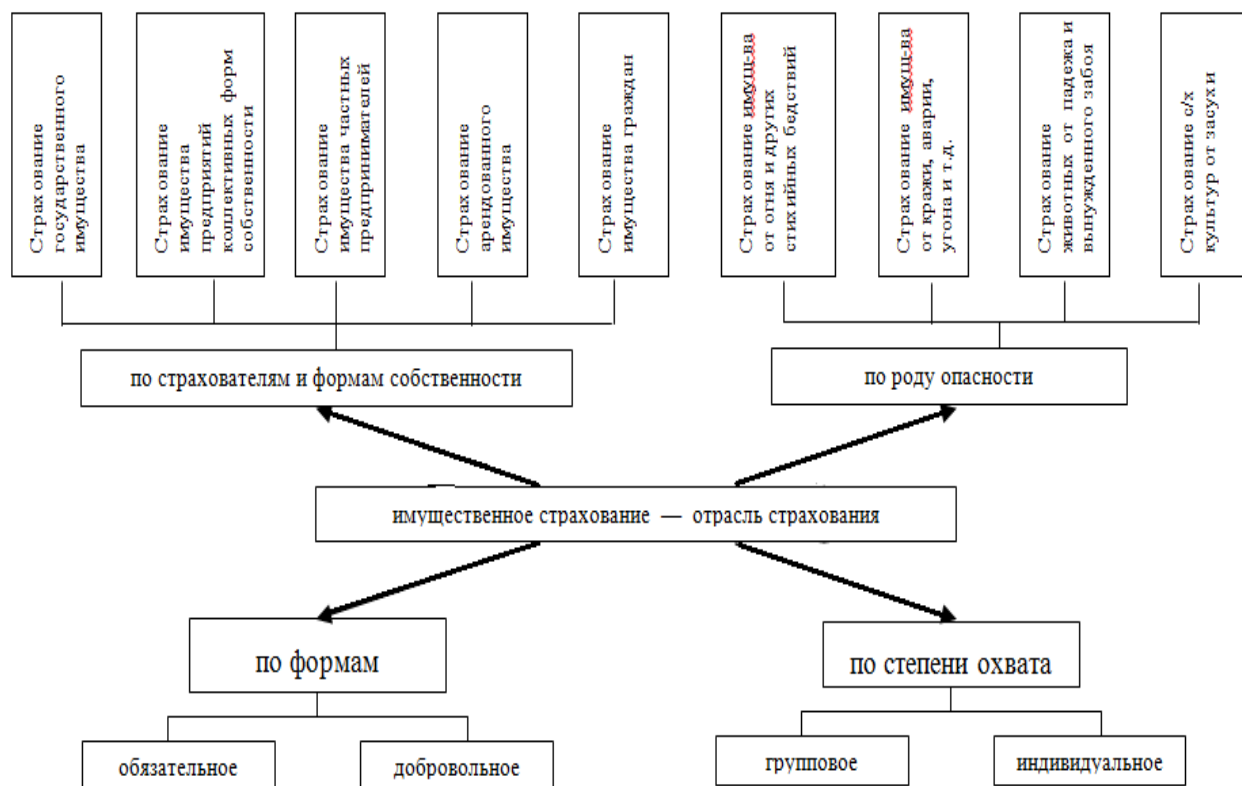 Страхование
государственного
имущества
Страхование
имущества
предприятий
коллективных форм
собственности
Страхование
имущества частных
предпринимателей
Страхование
арендованного
имущества
Страхование
имущества граждан
Страхование имущ-ва
от огня и других
стихийных бедствий
Страхование имущ-ва
от кражи, аварии,
угона и т.д.
Страхование
животных от падежа и
вынужденного забоя
Страхование с/х
культур от засухи
по страхователям и формам собственности
по роду опасности
имущественное страхование — отрасль страхования
по формам
по степени охвата
обязательное
добровольное
групповое
индивидуальное